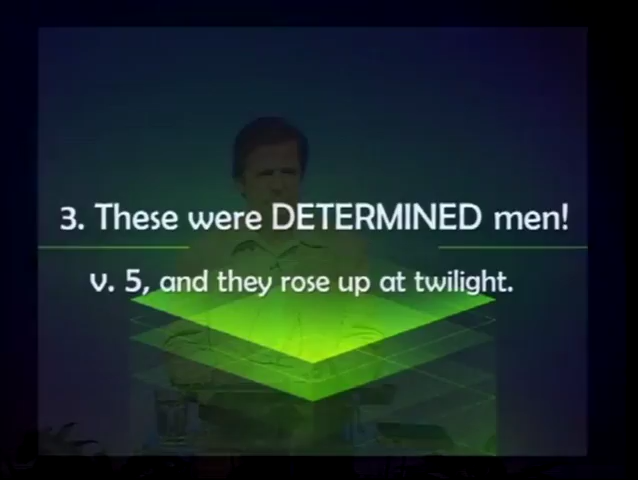 3. These were DETERMINED men!
v. 5, and they rose up at twilight.